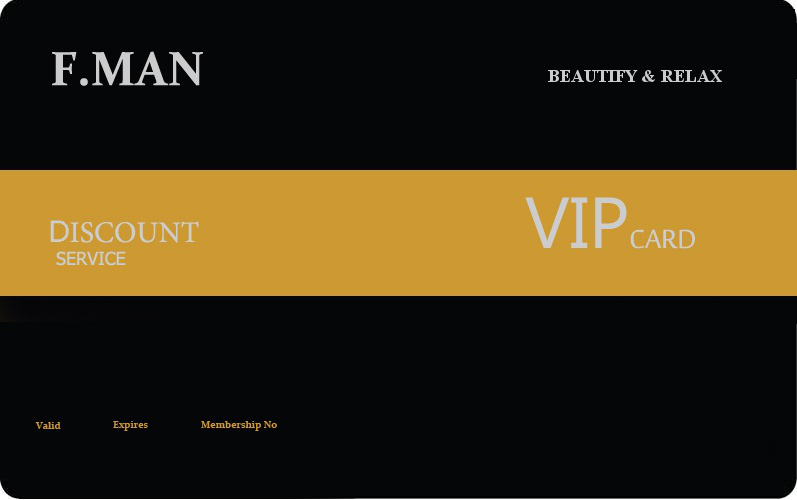 F.MAN
BEAUTIFY & RELAX
DISCOUNT
SERVICE
VIP CARD
Valid Expires Membership No